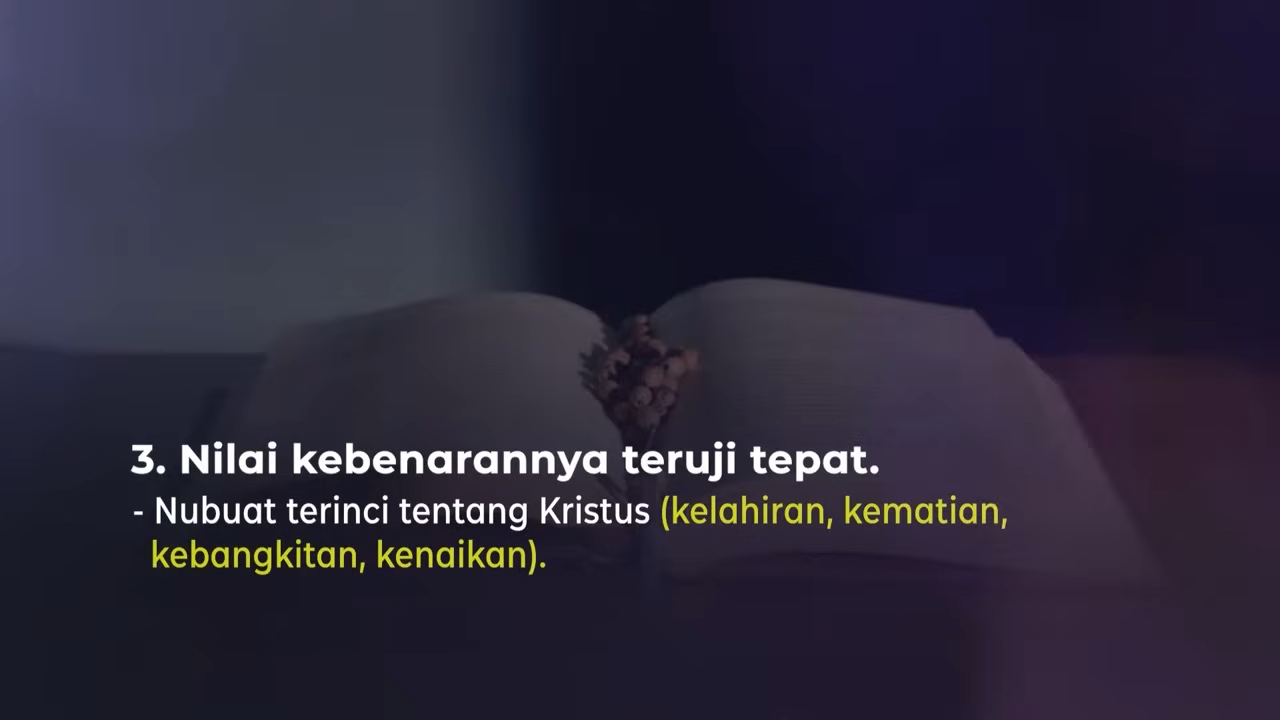 3. Nilai kebenarannya teruji tepat.
- Nubuat terinci tentang Kristus (kelahiran, kematian,
kebangkitan, kenaikan).